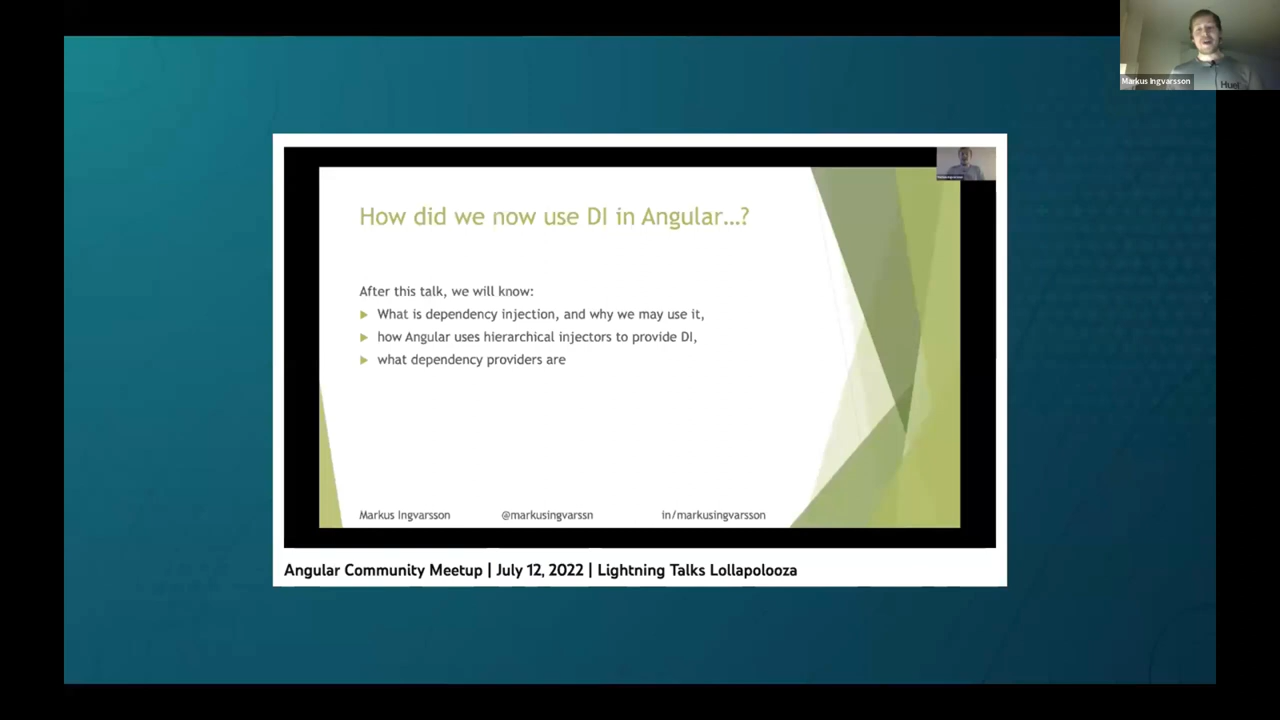 Markus Ingvarsson
How did we now use DI in Angular...?
After this talk, we will know:
What is dependency injection, and why we may use it,
how Angular uses hierarchical injectors to provide DI,
what dependency providers are
Markus Ingvarsson @markusingvarssn in/markusingvarsson
Angular Community Meetup | July 12, 2022 | Lightning Talks Lollapolooza